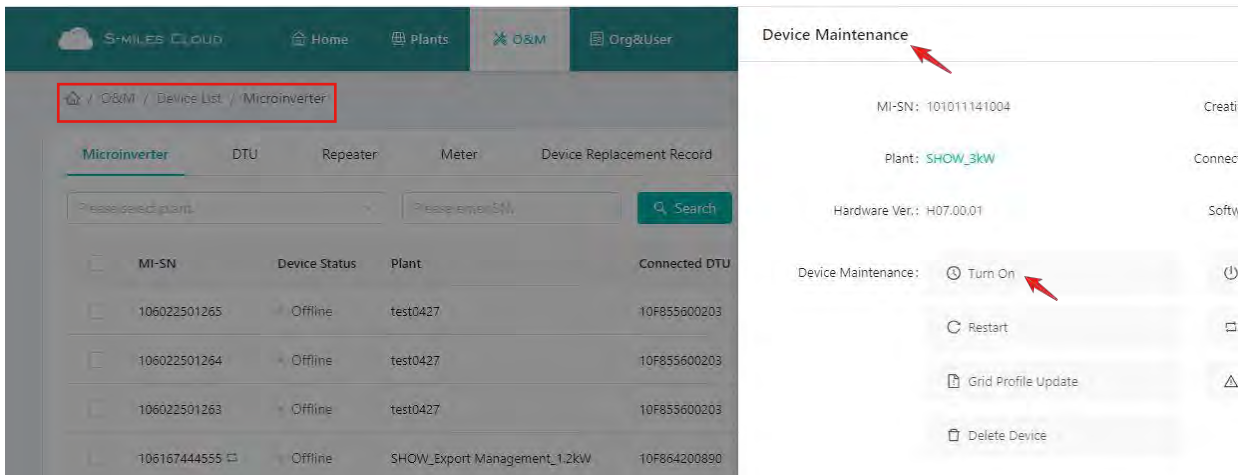 S-MILES CLOUD Home Plants O&M Org&User
/ O&M / Device List / Microinverter
Microinverter DTU Repeater Meter Device Replacement Record
Please select plant Please enter SN Search
MI-SN Device Status Plant Connected DTU
106022501265 Offline test0427 10F855600203
106022501264 Offline test0427 10F855600203
106022501263 Offline test0427 10F855600203
106167444555 Offline SHOW_Export Management_1.2kW 10F864200890
Device Maintenance
MI-SN: 101011141004 Creati
Plant: SHOW_3kW Connec
Hardware Ver.: H07.00.01 Softw
Device Maintenance: Turn On
Restart
Grid Profile Update
Delete Device